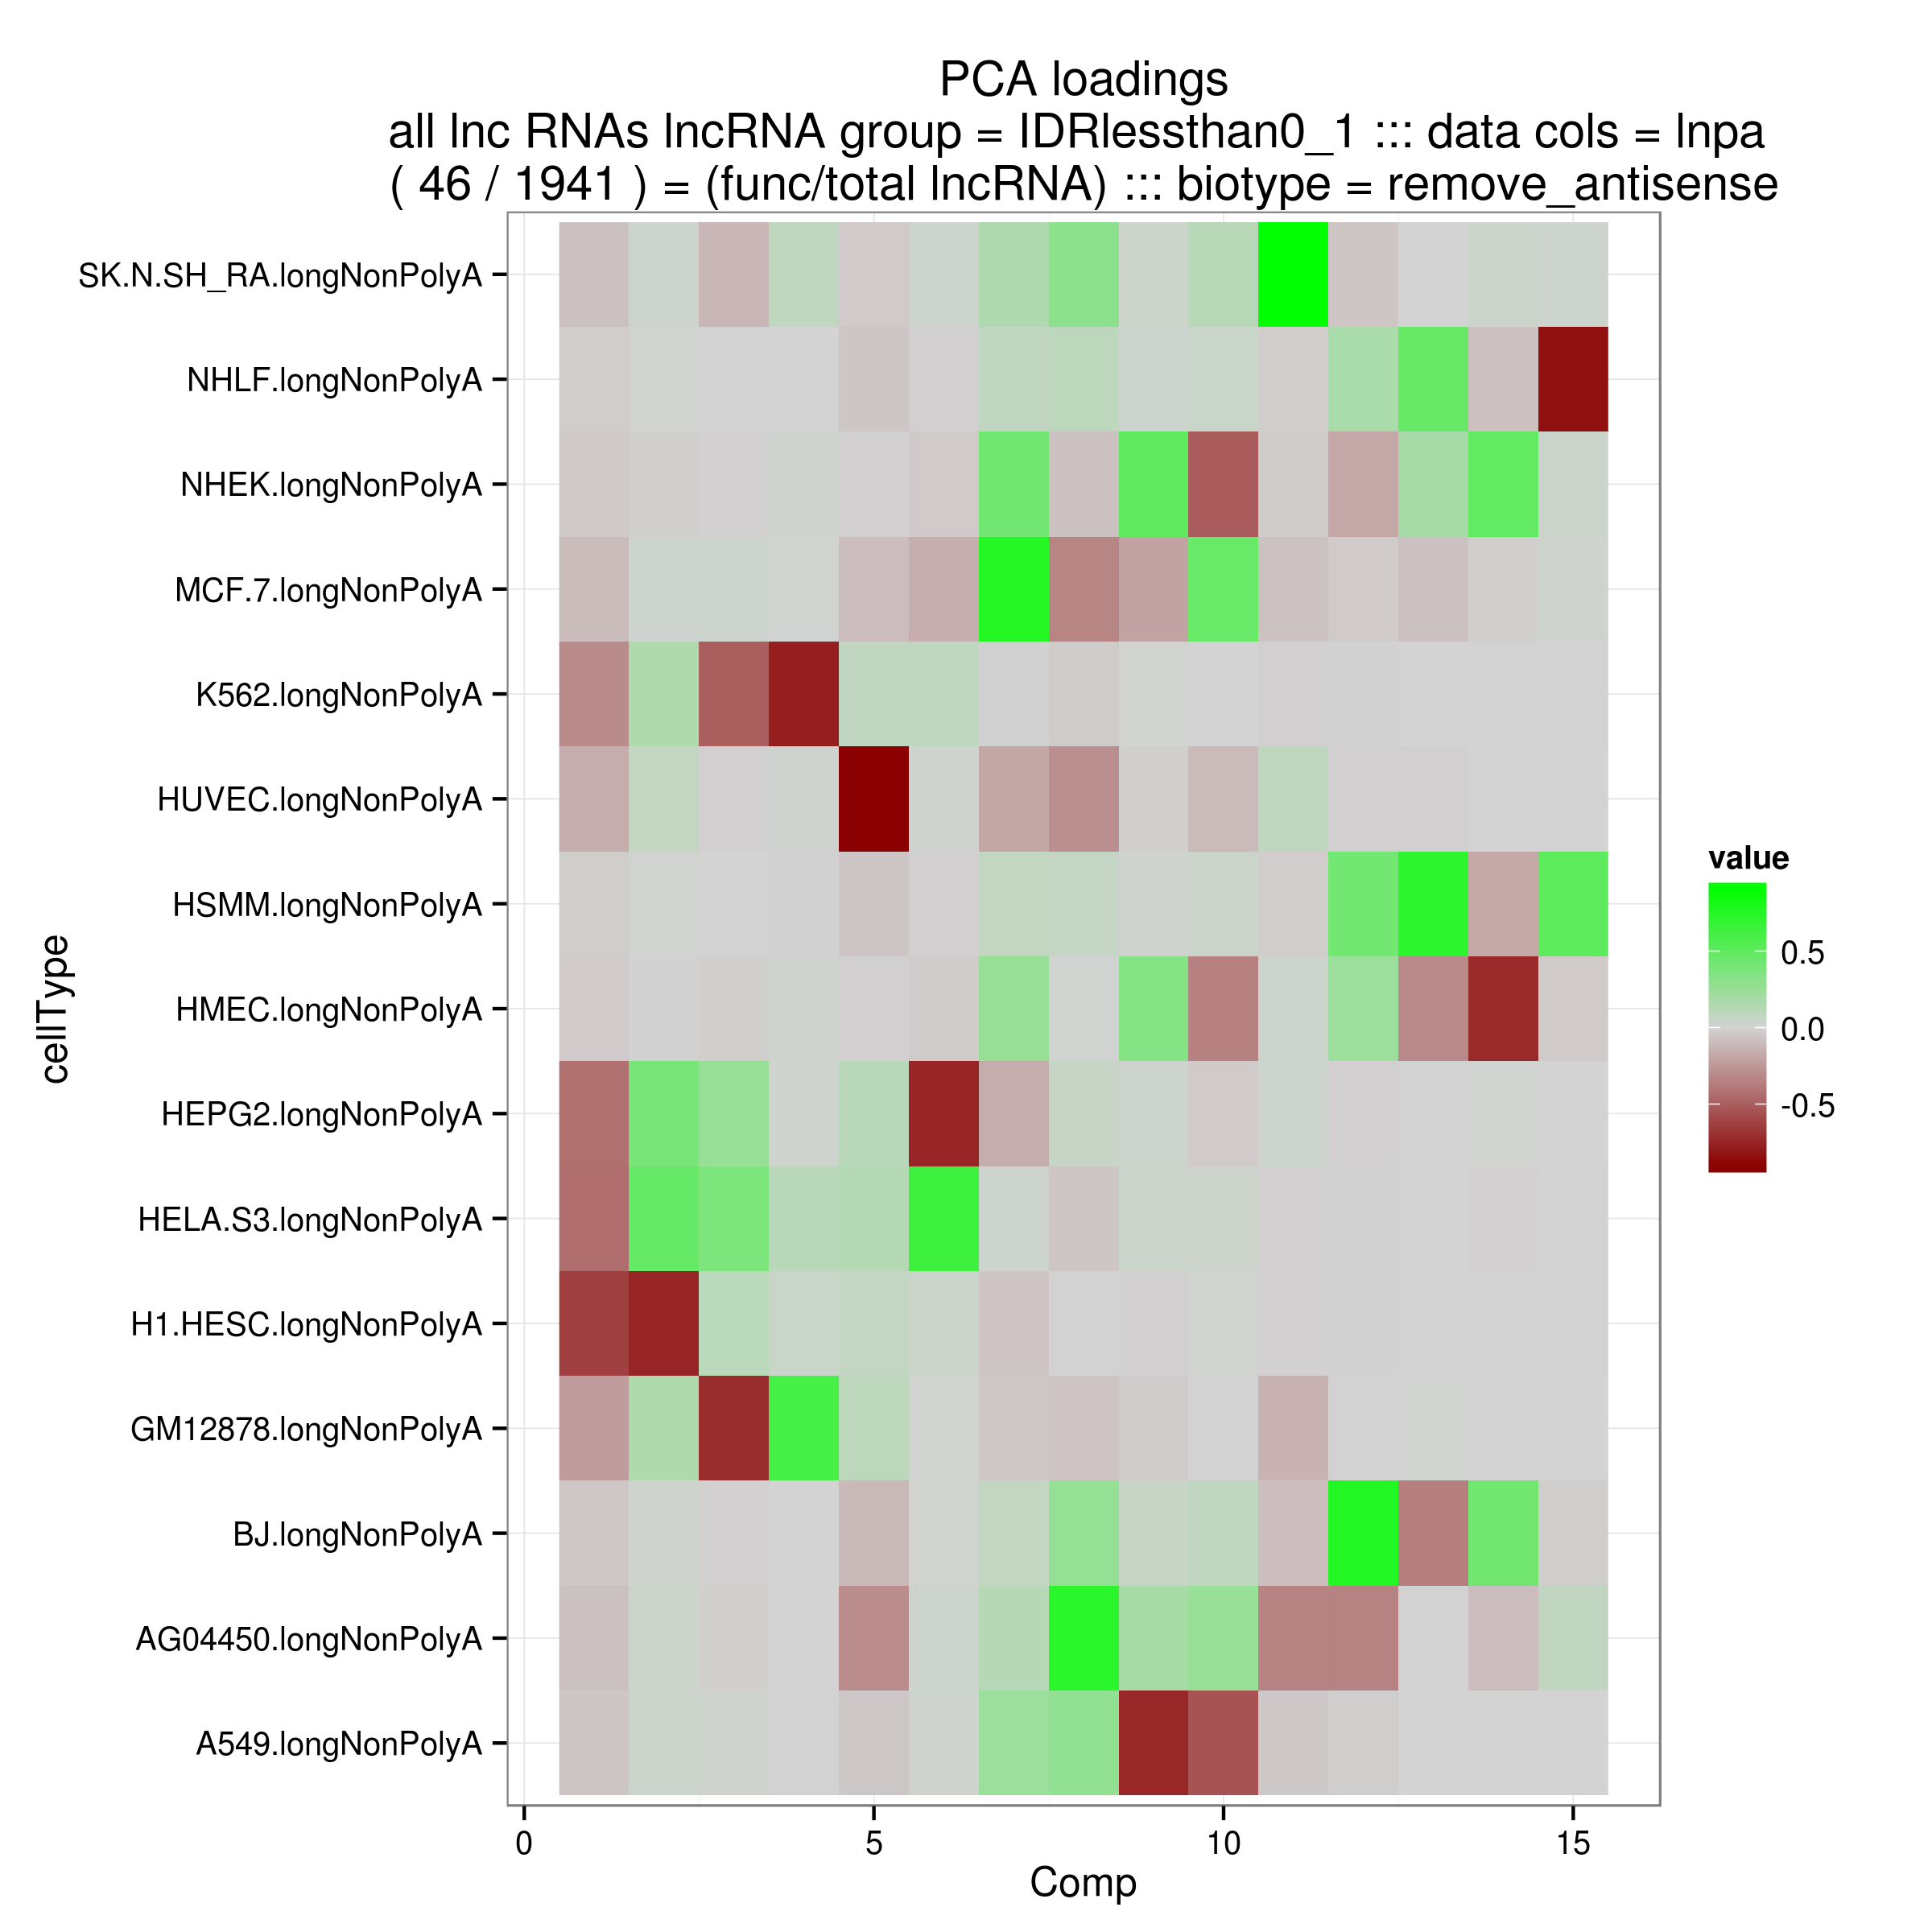 PCA loadings
all lnc RNAs lncRNA group = IDRlessthan0_1 ::: data cols = lnpa
( 46 / 1941 ) = (func/total lncRNA) ::: biotype = remove_antisense
SK.N.SH_RA.longNonPolyA
NHLF.longNonPolyA
NHEK.longNonPolyA
MCF.7.longNonPolyA
K562.longNonPolyA
HUVEC.longNonPolyA
HSMM.longNonPolyA
HMEC.longNonPolyA
HEPG2.longNonPolyA
HELA.S3.longNonPolyA
H1.HESC.longNonPolyA
GM12878.longNonPolyA
BJ.longNonPolyA
AG04450.longNonPolyA
A549.longNonPolyA
cellType
0 5 10 15
Comp
value
0.5
0.0
-0.5